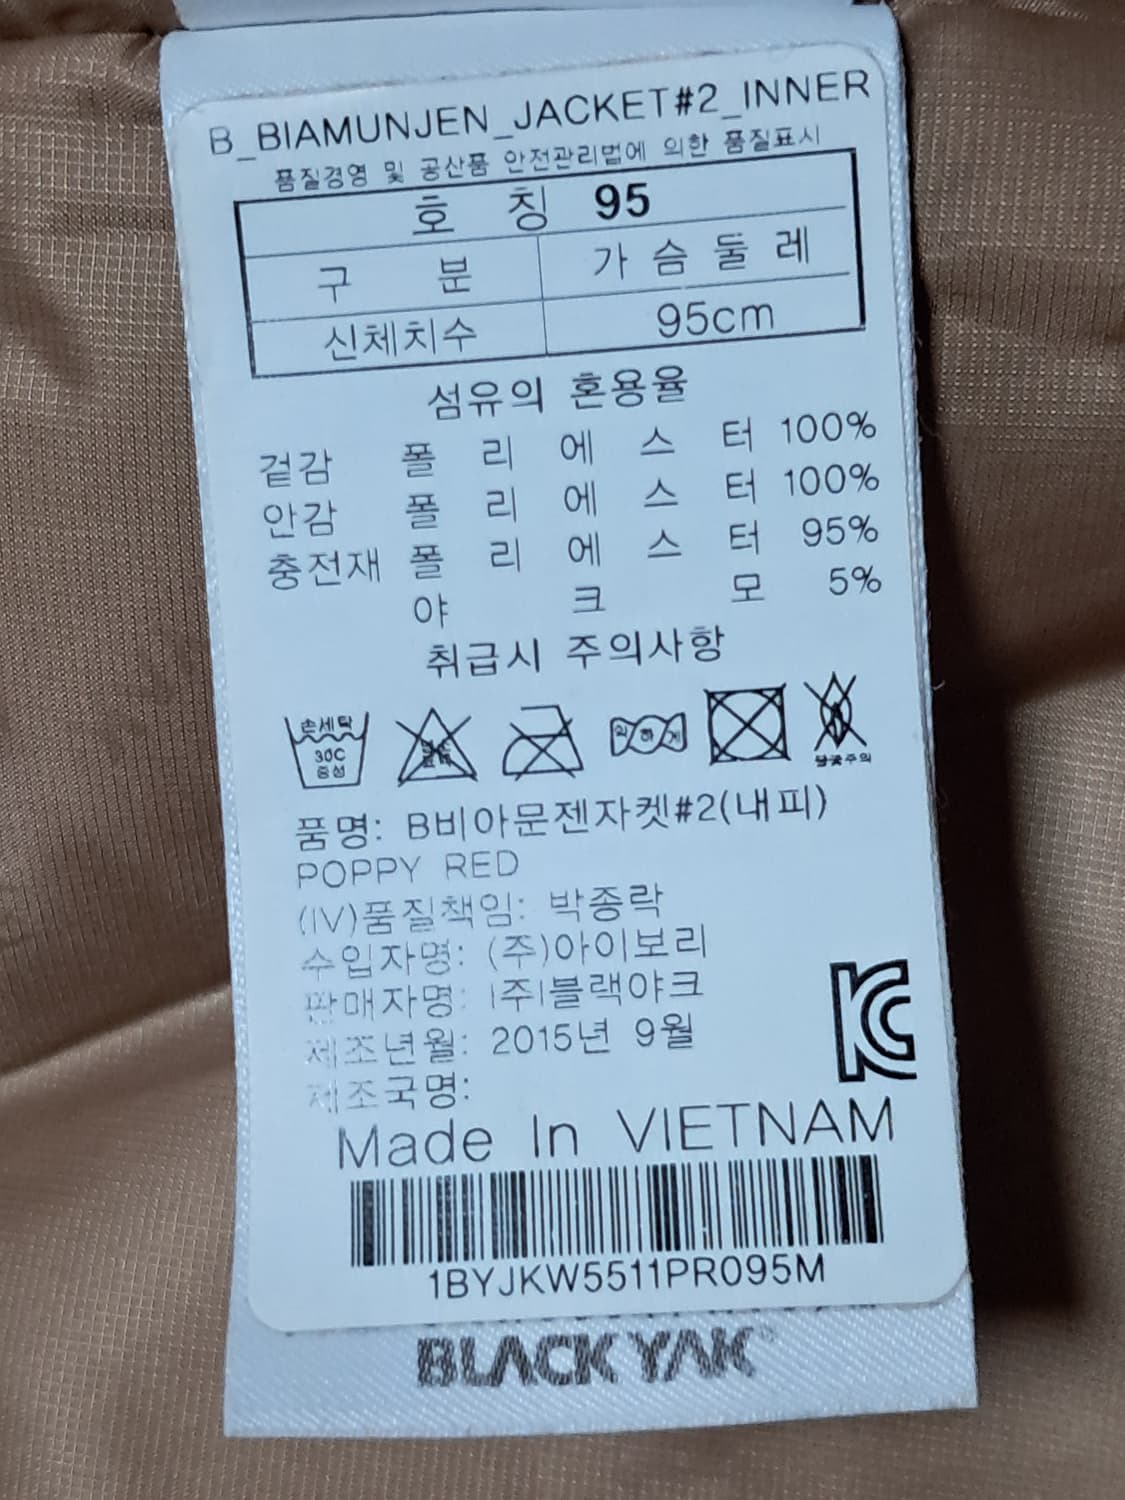 B_BIAMUNJEN_JACKET#2_INNER
품질경영 및 공산품 안전관리법에 의한 품질표시
호 칭 95
구 분 가 슴 둘 레
신체치수 95cm
섬유의 혼용율
겉감 폴 리 에 스 터 100%
안감 폴 리 에 스 터 100%
충전재 폴 리 에 스 터 95%
야 크 모 5%
취급시 주의사항
손세탁
30C
중성
약하게
품명: B비아문젠자켓#2(내피)
POPPY RED
(IV)품질책임: 박종락
수입자명: (주)아이보리
판매자명: (주)블랙야크
제조년월: 2015년 9월
제조국명:
Made In VIETNAM
1BYJKW5511PR095M
BLACKYAK